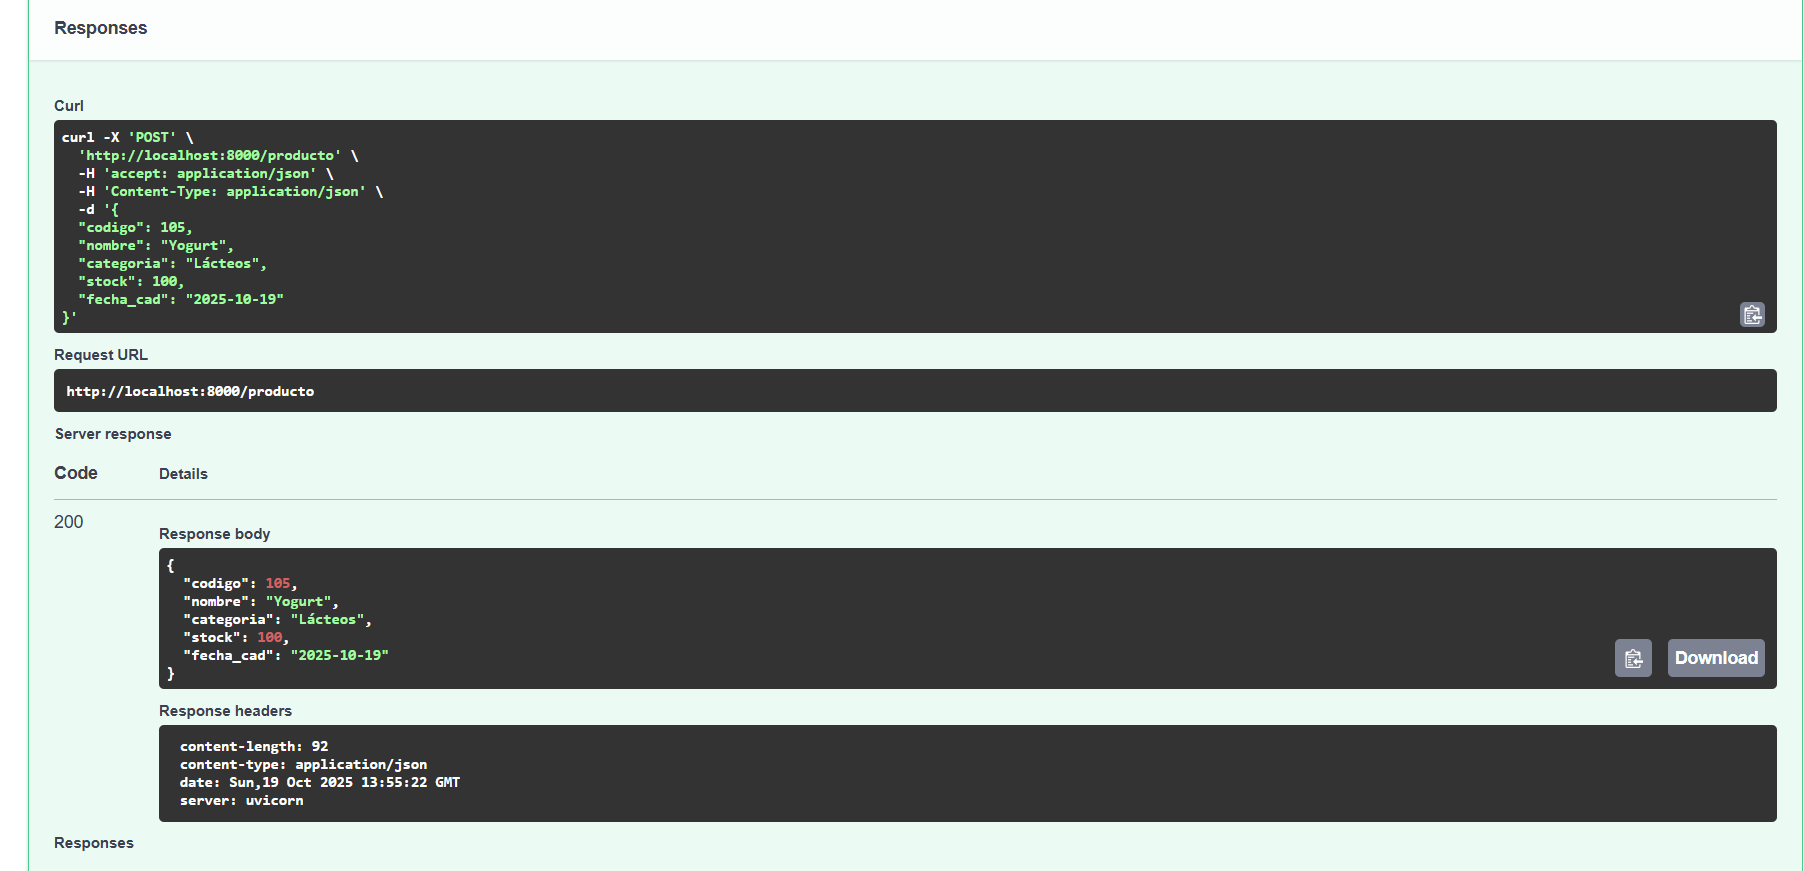 Responses
Curl
curl -X 'POST' \
  'http://localhost:8000/producto' \
  -H 'accept: application/json' \
  -H 'Content-Type: application/json' \
  -d '{
  "codigo": 105,
  "nombre": "Yogurt",
  "categoria": "Lácteos",
  "stock": 100,
  "fecha_cad": "2025-10-19"
}'
Request URL
http://localhost:8000/producto
Server response
Code Details
200
Response body
{
  "codigo": 105,
  "nombre": "Yogurt",
  "categoria": "Lácteos",
  "stock": 100,
  "fecha_cad": "2025-10-19"
}
Download
Response headers
content-length: 92
content-type: application/json
date: Sun,19 Oct 2025 13:55:22 GMT
server: uvicorn
Responses